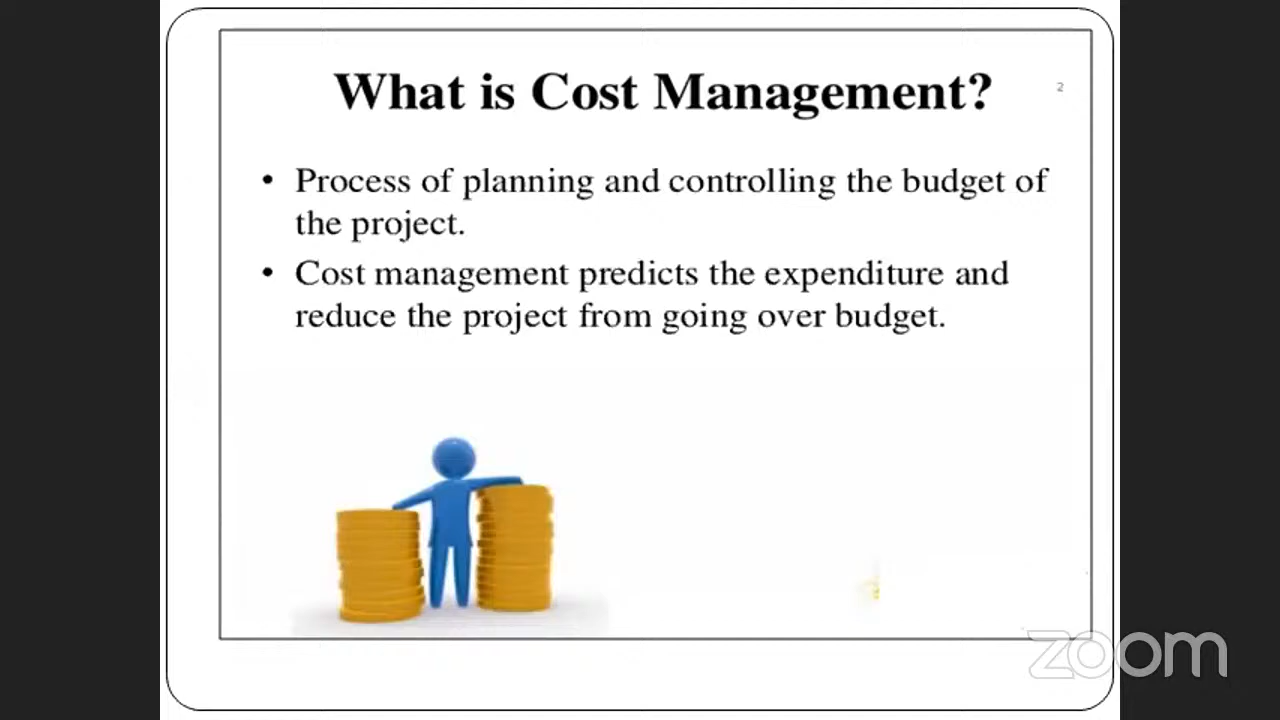 What is Cost Management?
2
• Process of planning and controlling the budget of
the project.
• Cost management predicts the expenditure and
reduce the project from going over budget.
zoom